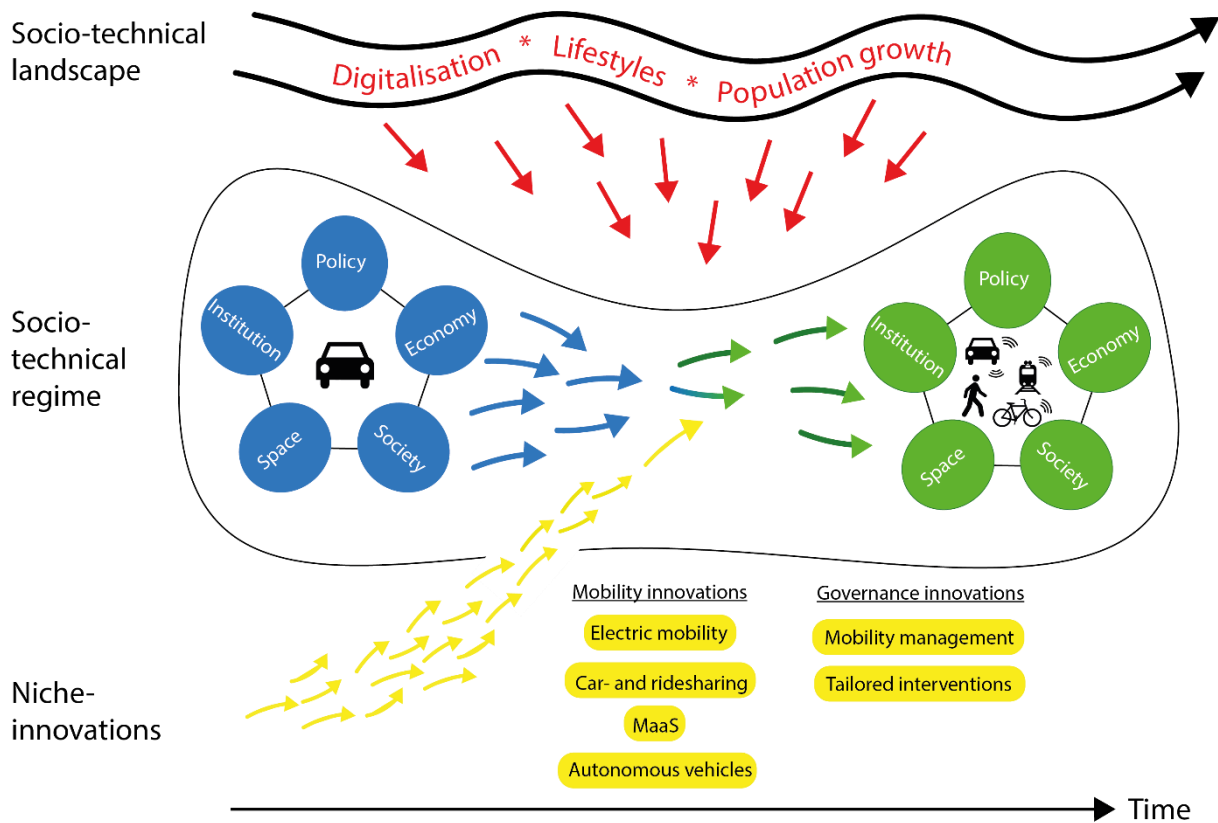 Socio-technical
landscape
Digitalisation * Lifestyles * Population growth
Socio-
technical
regime
Policy
Institution
Economy
Space
Society
Policy
Institution
Economy
Space
Society
Niche-
innovations
Mobility innovations
Electric mobility
Car- and ridesharing
MaaS
Autonomous vehicles
Governance innovations
Mobility management
Tailored interventions
Time